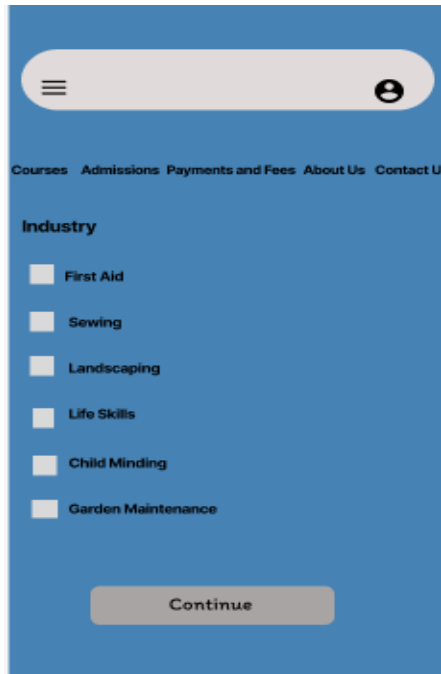 Courses Admissions Payments and Fees About Us Contact U
Industry
First Aid
Sewing
Landscaping
Life Skills
Child Minding
Garden Maintenance
Continue